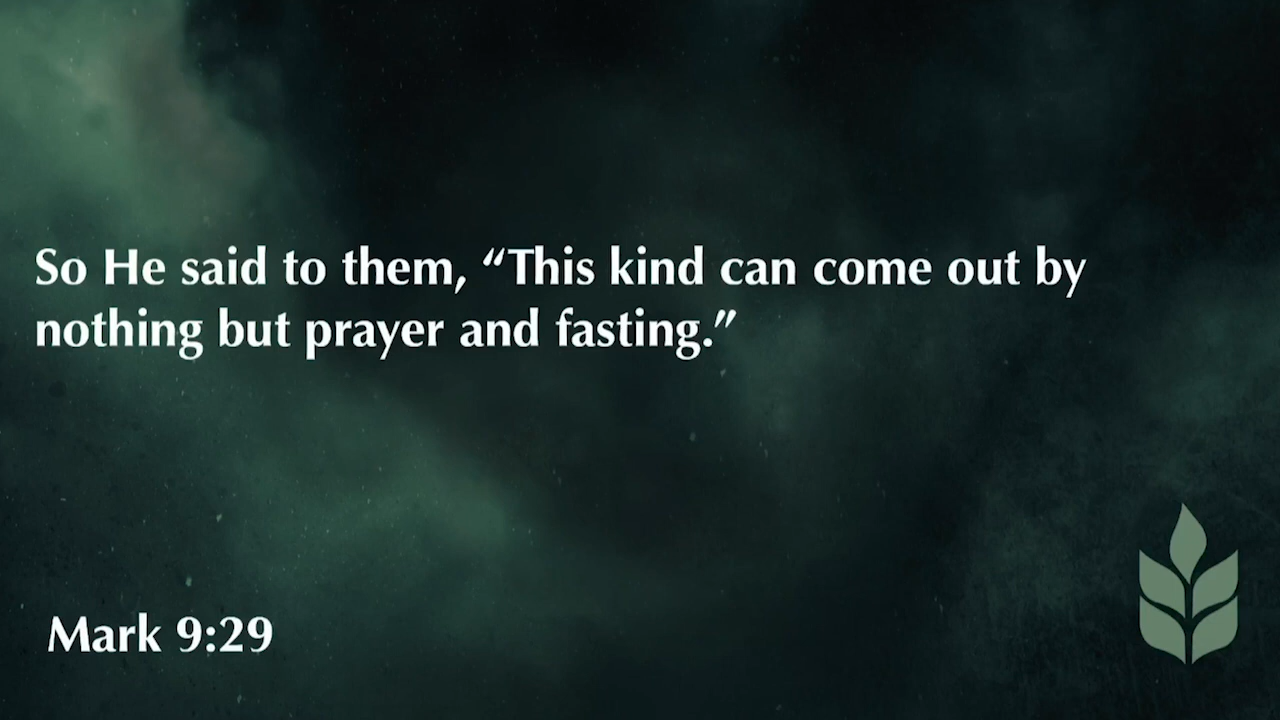 So He said to them, “This kind can come out by
nothing but prayer and fasting.”
Mark 9:29